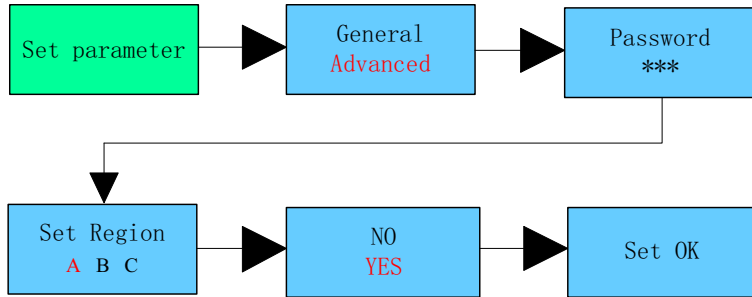 Set parameter
General
Advanced
Password
***
Set Region
A B C
NO
YES
Set OK